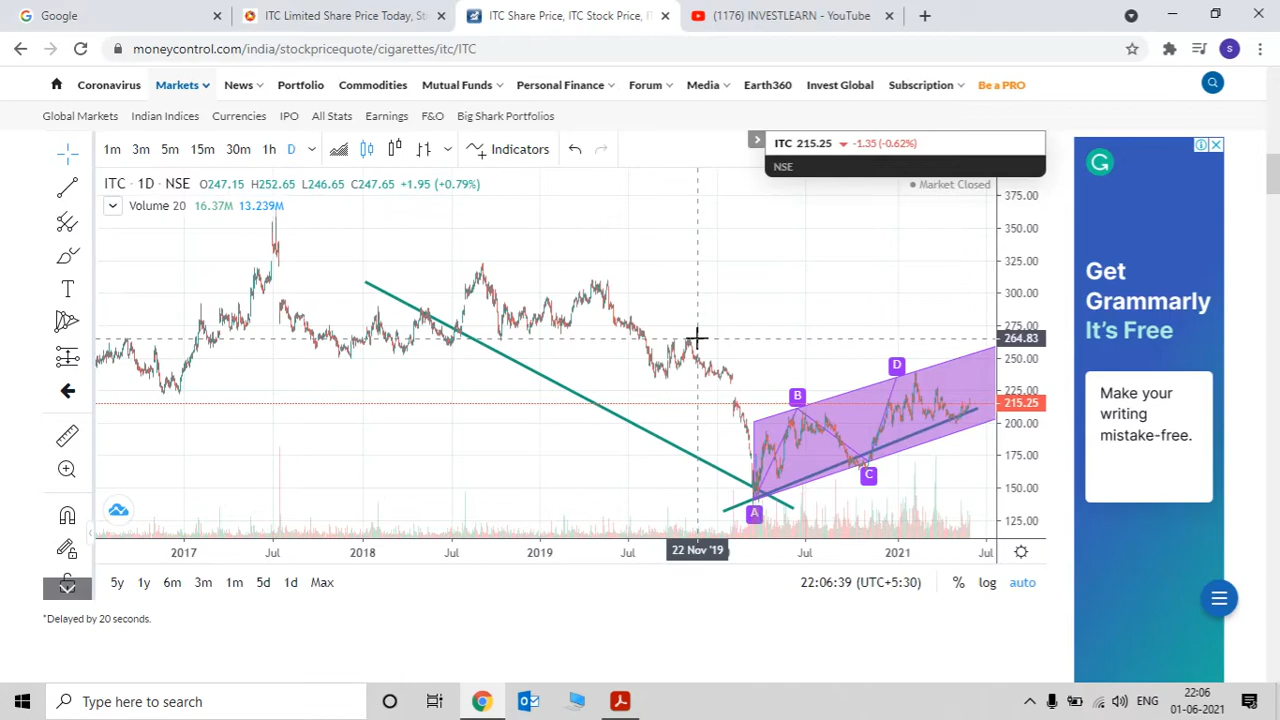 Google
ITC Limited Share Price Today, St
ITC Share Price, ITC Stock Price, IT
(1176) INVESTLEARN - YouTube
moneycontrol.com/india/stockpricequote/cigarettes/itc/ITC
S
Coronavirus Markets News Portfolio Commodities Mutual Funds Personal Finance Forum Media Earth360 Invest Global Subscription Be a PRO
Global Markets Indian Indices Currencies IPO All Stats Earnings F&O Big Shark Portfolios
1m 3m 5m 15m 30m 1h D Indicators
ITC 215.25 -1.35 (-0.62%)
NSE
ITC · 1D · NSE O247.15 H252.65 L246.65 C247.65 +1.95 (+0.79%)
Market Closed
Volume 20 16.37M 13.239M
375.00
350.00
325.00
300.00
275.00
264.83
250.00
225.00
215.25
200.00
175.00
150.00
125.00
A
B
C
D
2017 Jul 2018 Jul 2019 Jul 22 Nov '19 Jul 2021 Jul
5y 1y 6m 3m 1m 5d 1d Max 22:06:39 (UTC+5:30) % log auto
*Delayed by 20 seconds.
Get
Grammarly
It's Free
Make your
writing
mistake-free.
Type here to search
ENG
22:06
01-06-2021